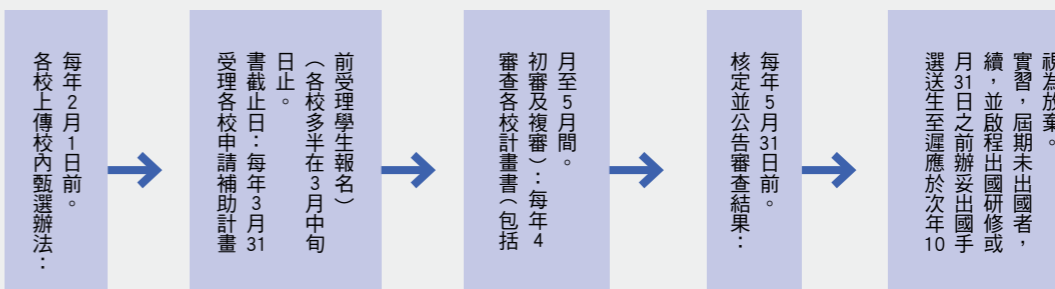 各校上傳校內甄選辦法：
每年2月1日前。
受理各校申請補助計畫
書截止日：每年3月31
日止。
（各校多半在3月中旬
前受理學生報名）
審查各校計畫書（包括
初審及複審）：每年4
月至5月間。
核定並公告審查結果：
每年5月31日前。
選送生至遲應於次年10
月31日之前辦妥出國手
續，並啟程出國研修或
實習，屆期未出國者，
視為放棄。